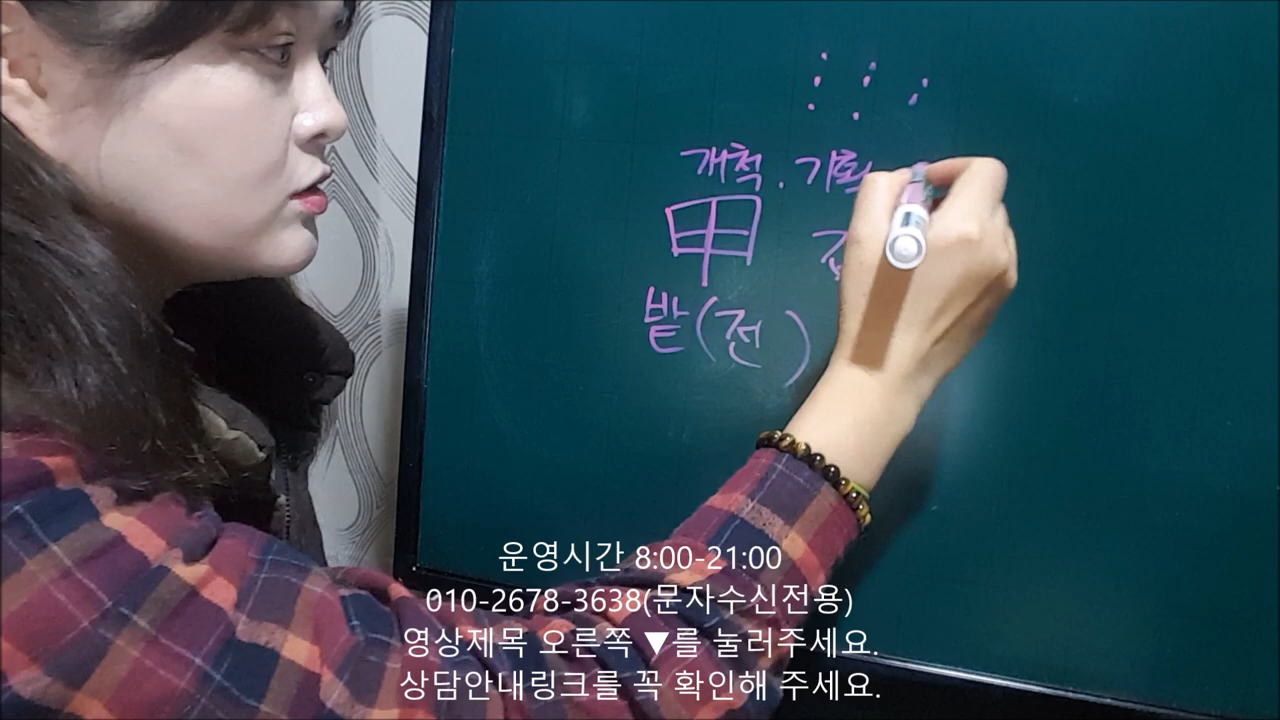 개척. 기획
甲
밭(전)
운영시간 8:00-21:00
010-2678-3638(문자수신전용)
영상제목 오른쪽 ▼를 눌러주세요.
상담안내링크를 꼭 확인해 주세요.